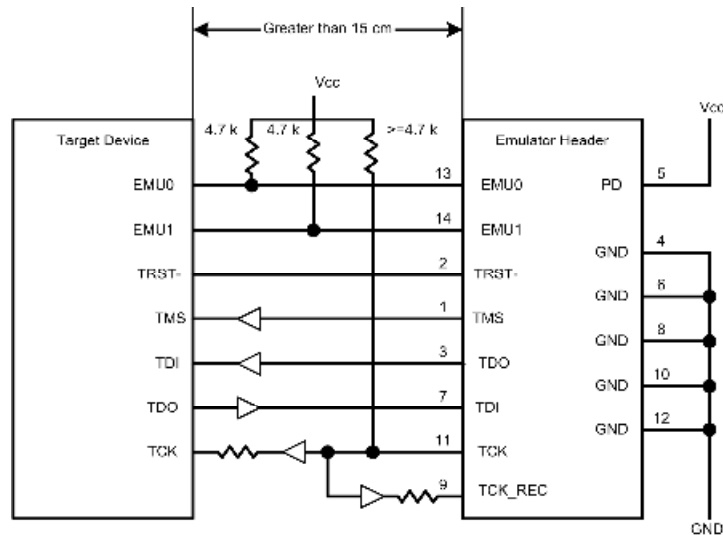 Greater than 15 cm
Vcc
Vcc
4.7 k 4.7 k >=4.7 k
Target Device
Emulator Header
EMU0 13 EMU0 PD 5
EMU1 14 EMU1 GND 4
TRST- 2 TRST- GND 6
TMS 1 TMS GND 8
TDI 3 TDO GND 10
TDO 7 TDI GND 12
TCK 11 TCK
9 TCK_REC
GND